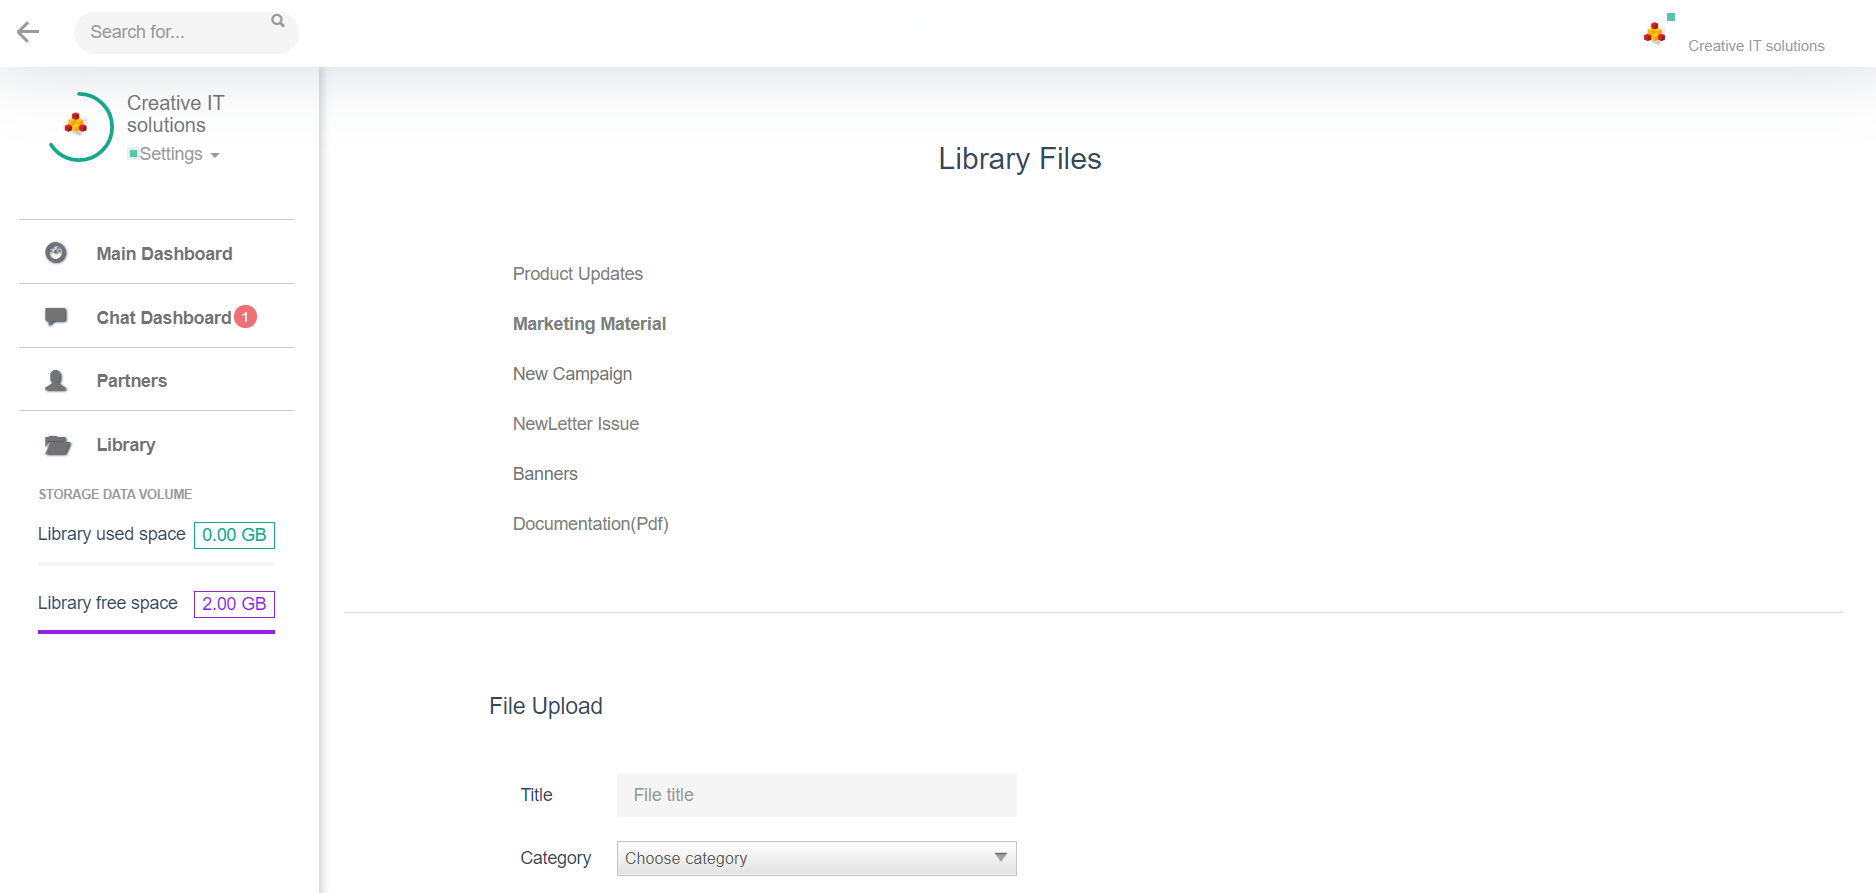 Search for...
Creative IT solutions
Creative IT
solutions
Settings
Main Dashboard
Chat Dashboard 1
Partners
Library
STORAGE DATA VOLUME
Library used space 0.00 GB
Library free space 2.00 GB
Library Files
Product Updates
Marketing Material
New Campaign
NewLetter Issue
Banners
Documentation(Pdf)
File Upload
Title File title
Category Choose category